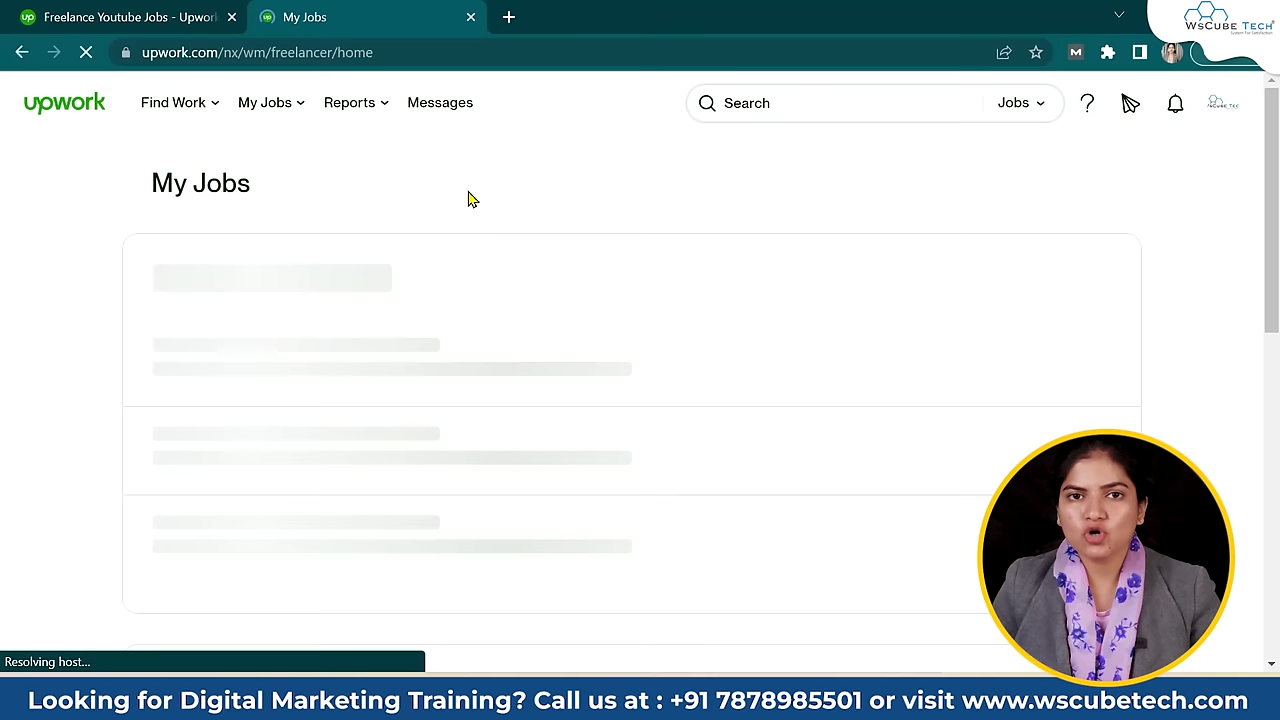 Freelance Youtube Jobs - Upwork
My Jobs
WsCube Tech
upwork.com/nx/wm/freelancer/home
M
upwork
Find Work
My Jobs
Reports
Messages
Search
Jobs
?
My Jobs
Resolving host...
Looking for Digital Marketing Training? Call us at : +91 7878985501 or visit www.wscubetech.com